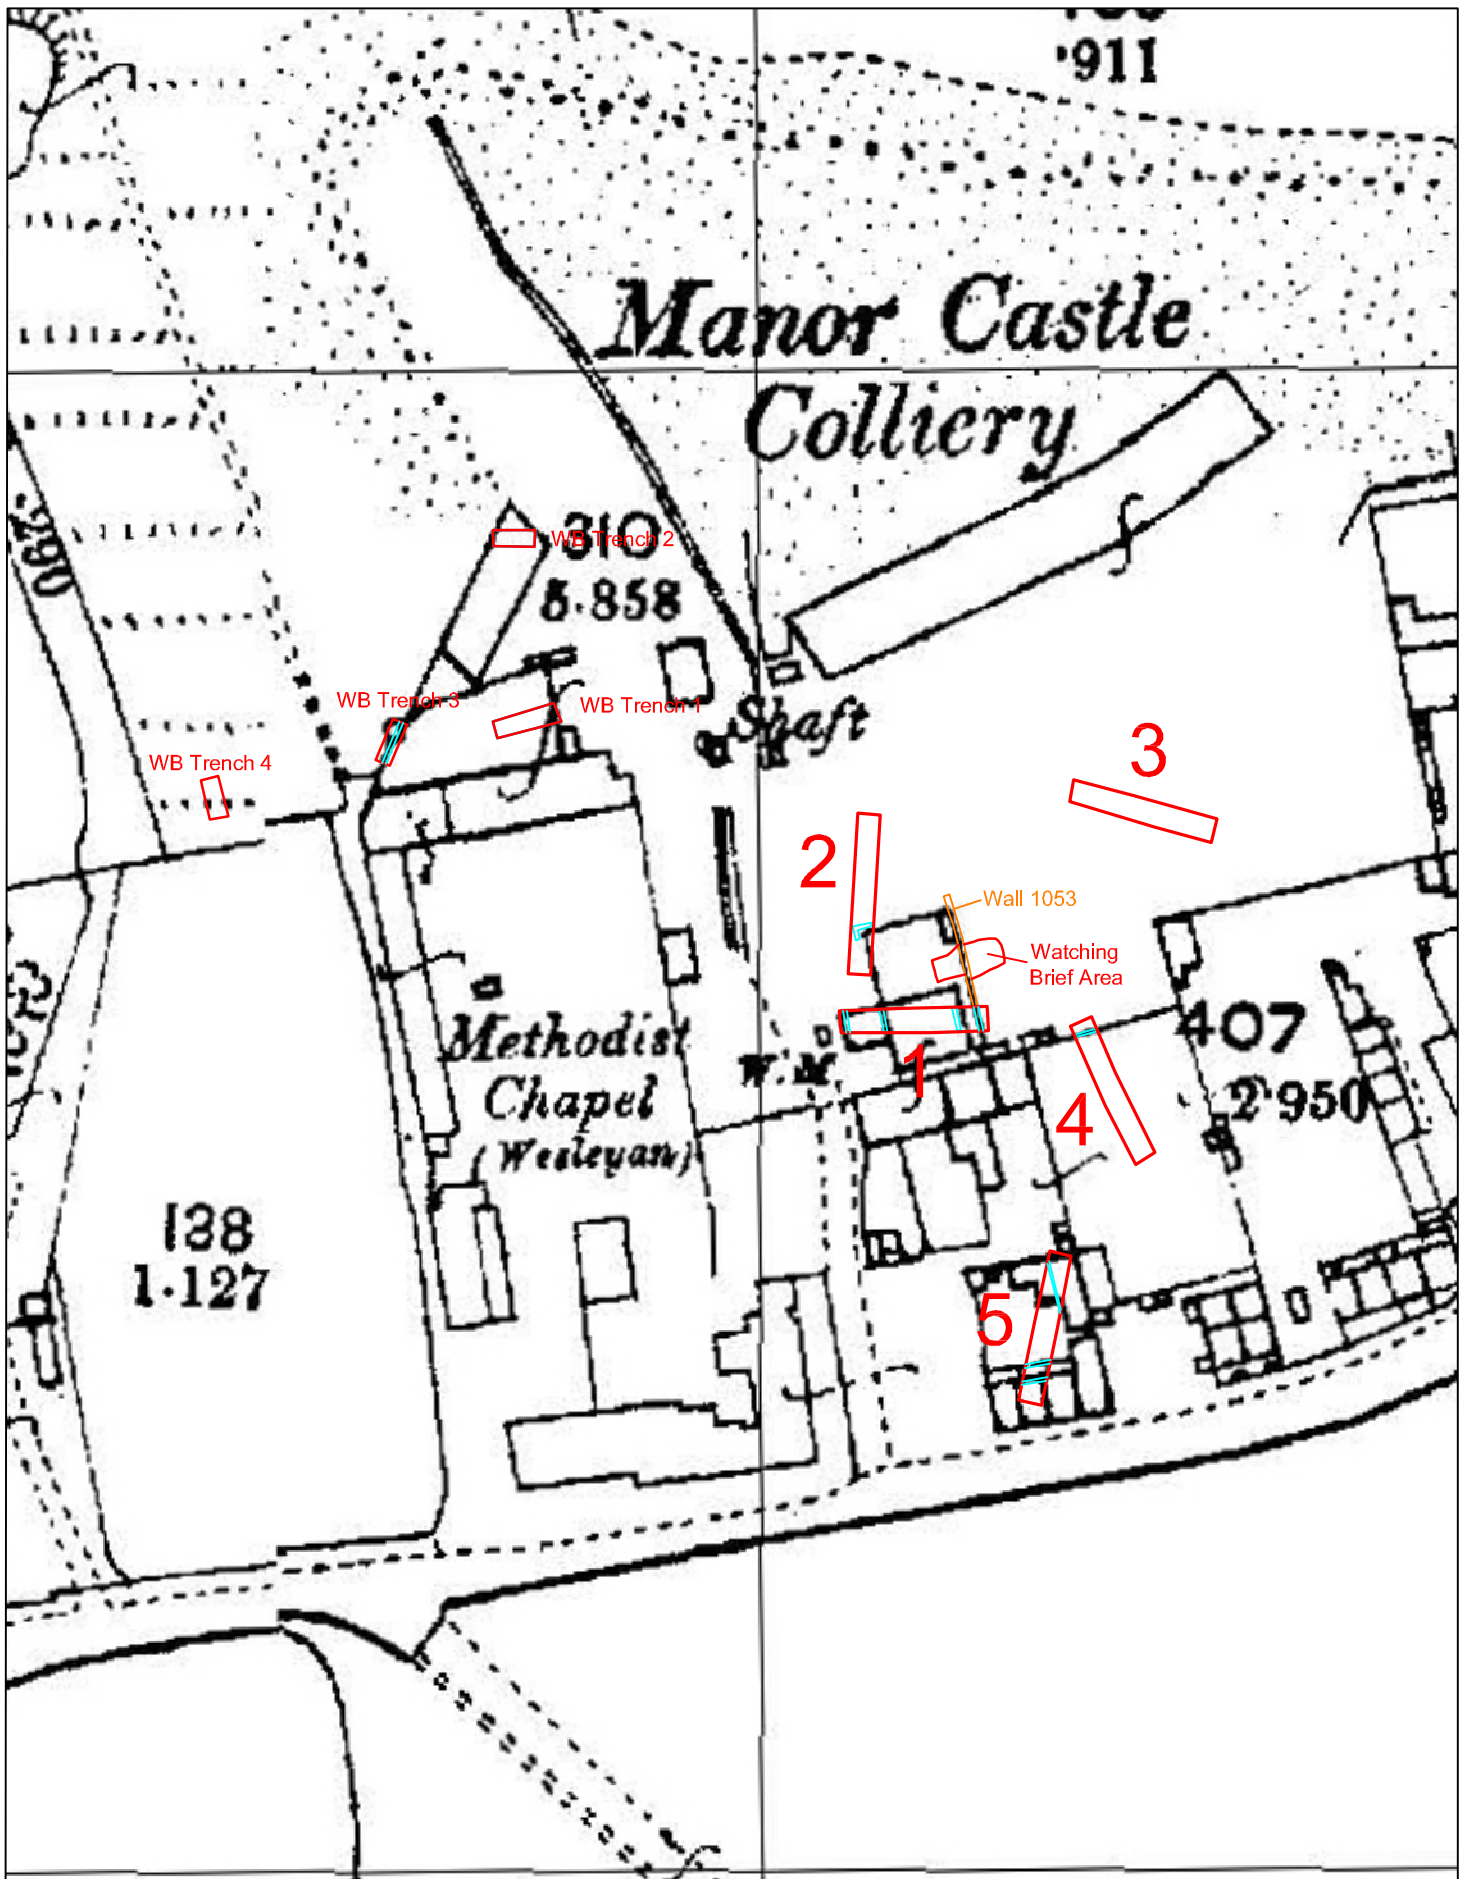 ·911
Manor Castle
Colliery
·290
310
5·858
WB Trench 2
WB Trench 3
WB Trench 1
Shaft
WB Trench 4
3
2
Wall 1053
Watching
Brief Area
407
2·950
Methodist
Chapel
(Wesleyan)
W.M.
1
4
138
1·127
5